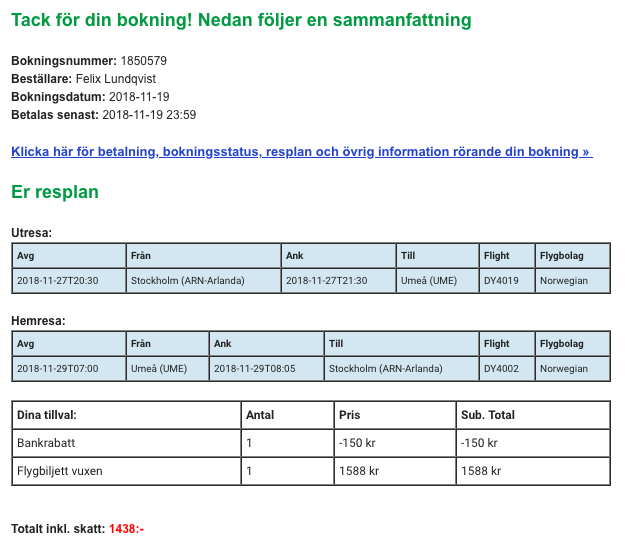 Tack för din bokning! Nedan följer en sammanfattning
Bokningsnummer: 1850579
Beställare: Felix Lundqvist
Bokningsdatum: 2018-11-19
Betalas senast: 2018-11-19 23:59
Klicka här för betalning, bokningsstatus, resplan och övrig information rörande din bokning »
Er resplan
Utresa:
Avg Från Ank Till Flight Flygbolag
2018-11-27T20:30 Stockholm (ARN-Arlanda) 2018-11-27T21:30 Umeå (UME) DY4019 Norwegian
Hemresa:
Avg Från Ank Till Flight Flygbolag
2018-11-29T07:00 Umeå (UME) 2018-11-29T08:05 Stockholm (ARN-Arlanda) DY4002 Norwegian
Dina tillval: Antal Pris Sub. Total
Bankrabatt 1 -150 kr -150 kr
Flygbiljett vuxen 1 1588 kr 1588 kr
Totalt inkl. skatt: 1438:-